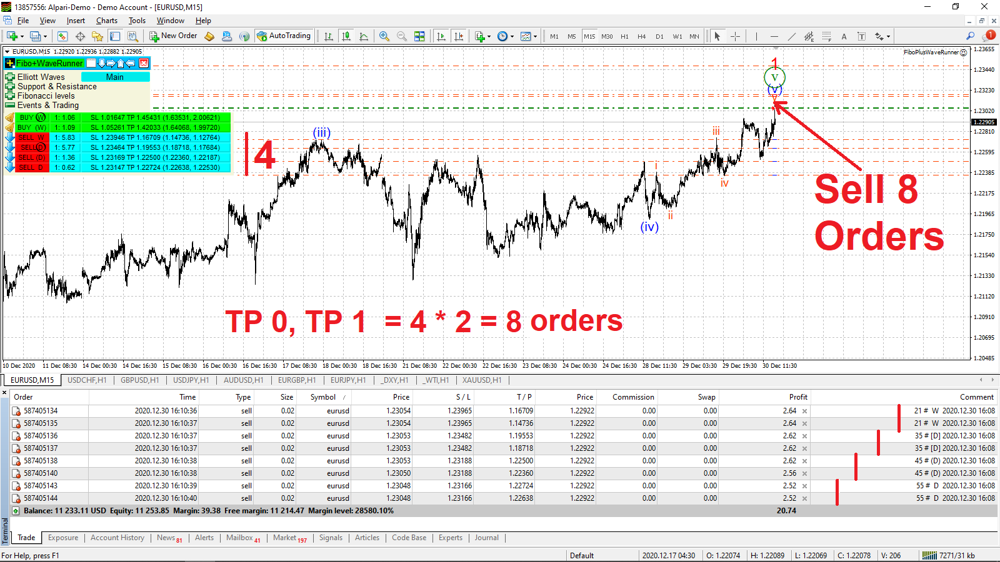 13857556: Alpari-Demo - Demo Account - [EURUSD,M15]
File View Insert Charts Tools Window Help
New Order AutoTrading M1 M5 M15 M30 H1 H4 D1 W1 MN A T 1
EURUSD,M15 1.22920 1.22936 1.22882 1.22905
FiboPlusWaveRunner
Fibo+WaveRunner
Elliott Waves Main
Support & Resistance
Fibonacci levels
Events & Trading
BUY W 1: 1.06 SL 1.01647 TP 1.45431 (1.63531, 2.00621)
BUY (W) 1: 1.09 SL 1.05261 TP 1.42033 (1.64068, 1.99720)
SELL W 1: 5.83 SL 1.23946 TP 1.16709 (1.14736, 1.12764)
SELL D 1: 5.77 SL 1.23464 TP 1.19553 (1.18718, 1.17684)
SELL (D) 1: 1.36 SL 1.23169 TP 1.22500 (1.22360, 1.22187)
SELL D 1: 0.62 SL 1.23147 TP 1.22724 (1.22638, 1.22530)
4
(iii)
(iv)
i
ii
iii
iv
1
v
(v)
v
Sell 8
Orders
TP 0, TP 1 = 4 * 2 = 8 orders
1.23655
1.23440
1.23230
1.23020
1.22905
1.22810
1.22595
1.22385
1.22175
1.21965
1.21750
1.21540
1.21330
1.21120
1.20910
1.20695
1.20485
10 Dec 2020 11 Dec 08:30 14 Dec 00:30 14 Dec 16:30 15 Dec 08:30 16 Dec 00:30 16 Dec 16:30 17 Dec 08:30 18 Dec 00:30 18 Dec 16:30 21 Dec 08:30 22 Dec 00:30 22 Dec 16:30 23 Dec 08:30 24 Dec 00:30 24 Dec 16:30 28 Dec 11:30 29 Dec 03:30 29 Dec 19:30 30 Dec 11:30
EURUSD,M15 USDCHF,H1 GBPUSD,H1 USDJPY,H1 AUDUSD,H1 EURGBP,H1 EURJPY,H1 _DXY,H1 _WTI,H1 XAUUSD,H1
Order Time Type Size Symbol / Price S / L T / P Price Commission Swap Profit Comment
587405134 2020.12.30 16:10:36 sell 0.02 eurusd 1.23054 1.23965 1.16709 1.22922 0.00 0.00 2.64 21 # W 2020.12.30 16:08
587405135 2020.12.30 16:10:37 sell 0.02 eurusd 1.23054 1.23965 1.14736 1.22922 0.00 0.00 2.64 21 # W 2020.12.30 16:08
587405136 2020.12.30 16:10:37 sell 0.02 eurusd 1.23053 1.23482 1.19553 1.22922 0.00 0.00 2.62 35 # [D] 2020.12.30 16:08
587405137 2020.12.30 16:10:37 sell 0.02 eurusd 1.23053 1.23482 1.18718 1.22922 0.00 0.00 2.62 35 # [D] 2020.12.30 16:08
587405138 2020.12.30 16:10:38 sell 0.02 eurusd 1.23053 1.23188 1.22500 1.22922 0.00 0.00 2.62 45 # (D) 2020.12.30 16:08
587405140 2020.12.30 16:10:38 sell 0.02 eurusd 1.23050 1.23188 1.22360 1.22922 0.00 0.00 2.56 45 # (D) 2020.12.30 16:08
587405143 2020.12.30 16:10:39 sell 0.02 eurusd 1.23048 1.23166 1.22724 1.22922 0.00 0.00 2.52 55 # D 2020.12.30 16:08
587405144 2020.12.30 16:10:40 sell 0.02 eurusd 1.23048 1.23166 1.22638 1.22922 0.00 0.00 2.52 55 # D 2020.12.30 16:08
Balance: 11 233.11 USD Equity: 11 253.85 Margin: 39.38 Free margin: 11 214.47 Margin level: 28580.10% 20.74
Terminal
Trade Exposure Account History News 81 Alerts Mailbox 41 Market 197 Signals Articles Code Base Experts Journal
For Help, press F1 Default 2020.12.17 04:30 O: 1.22074 H: 1.22089 L: 1.22069 C: 1.22078 V: 206 7271/31 kb